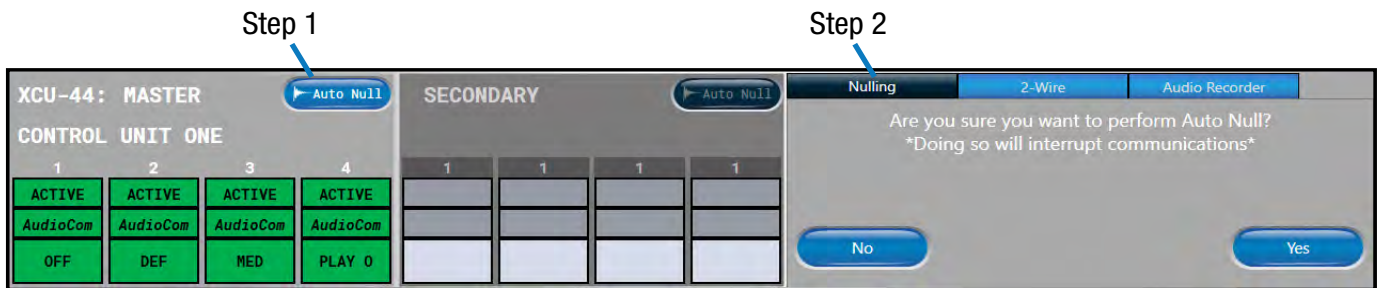 Step 1
Step 2
XCU-44: MASTER
Auto Null
SECONDARY
Auto Null
Nulling
2-Wire
Audio Recorder
CONTROL UNIT ONE
Are you sure you want to perform Auto Null?
*Doing so will interrupt communications*
1 2 3 4
1 1 1 1
ACTIVE ACTIVE ACTIVE ACTIVE
AudioCom AudioCom AudioCom AudioCom
OFF DEF MED PLAY O
No
Yes